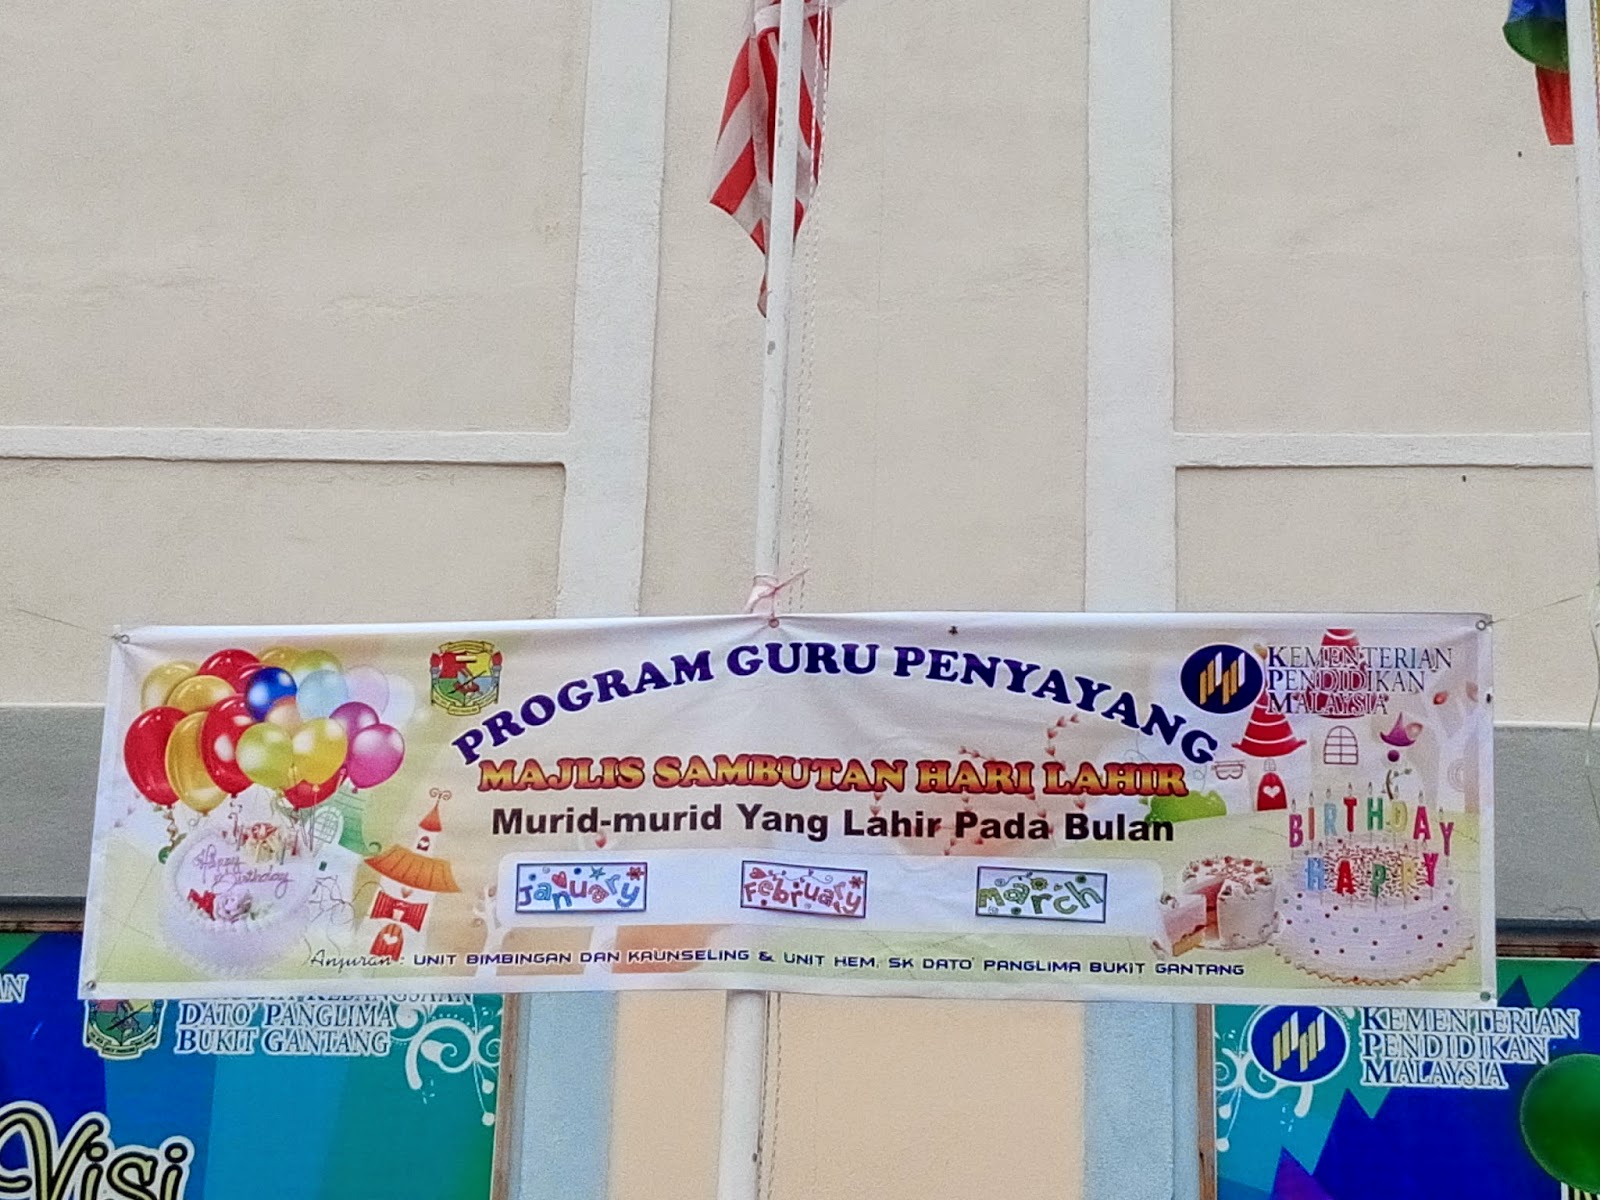 PROGRAM GURU PENYAYANG
KEMENTERIAN
PENDIDIKAN
MALAYSIA
MAJLIS SAMBUTAN HARI LAHIR
Murid-murid Yang Lahir Pada Bulan
January
February
march
Happy
Birthday
BIRTHDAY
HAPPY
Anjuran : UNIT BIMBINGAN DAN KAUNSELING & UNIT HEM, SK DATO' PANGLIMA BUKIT GANTANG
DATO' PANGLIMA
BUKIT GANTANG
Visi
KEMENTERIAN
PENDIDIKAN
MALAYSIA